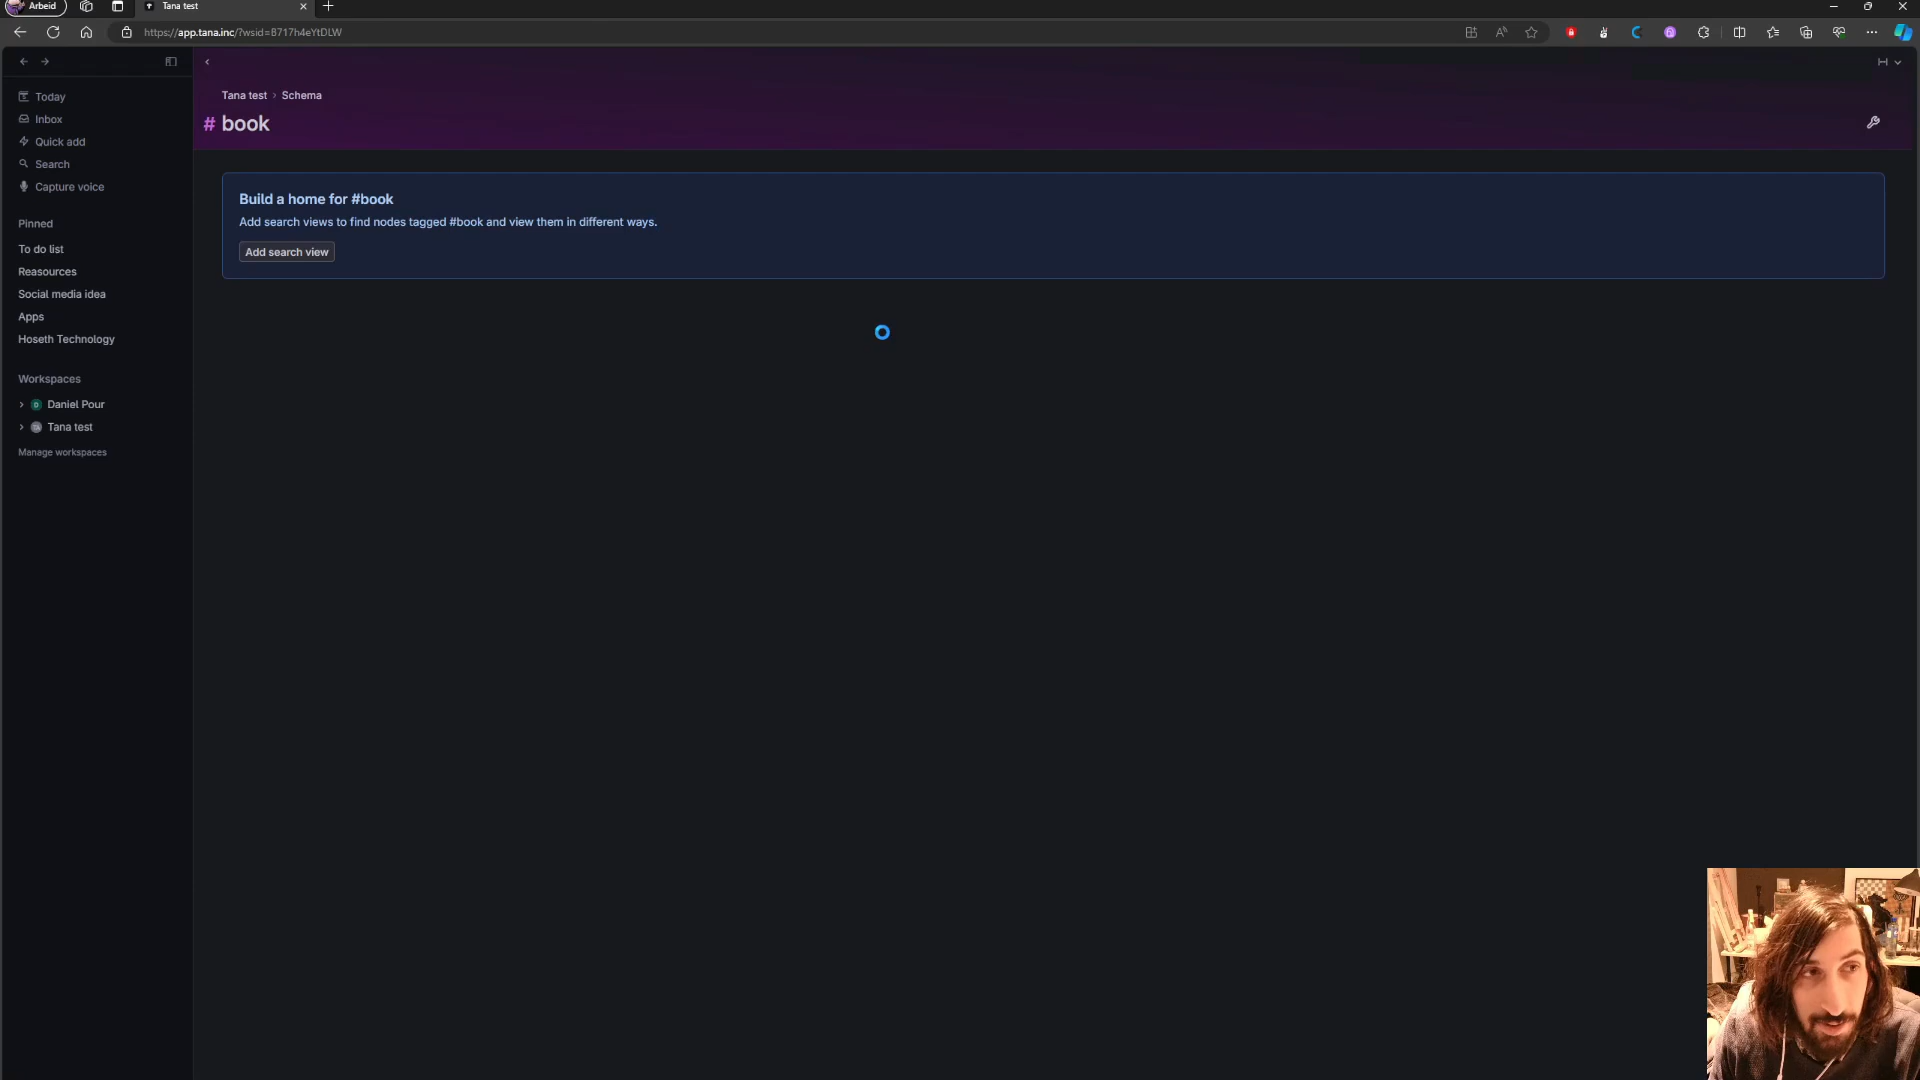 Arbeid
Tana test
https://app.tana.inc/?wsid=8717h4eYtDLW
Today
Inbox
Quick add
Search
Capture voice
Pinned
To do list
Reasources
Social media idea
Apps
Hoseth Technology
Workspaces
Daniel Pour
Tana test
Manage workspaces
Tana test › Schema
# book
Build a home for #book
Add search views to find nodes tagged #book and view them in different ways.
Add search view